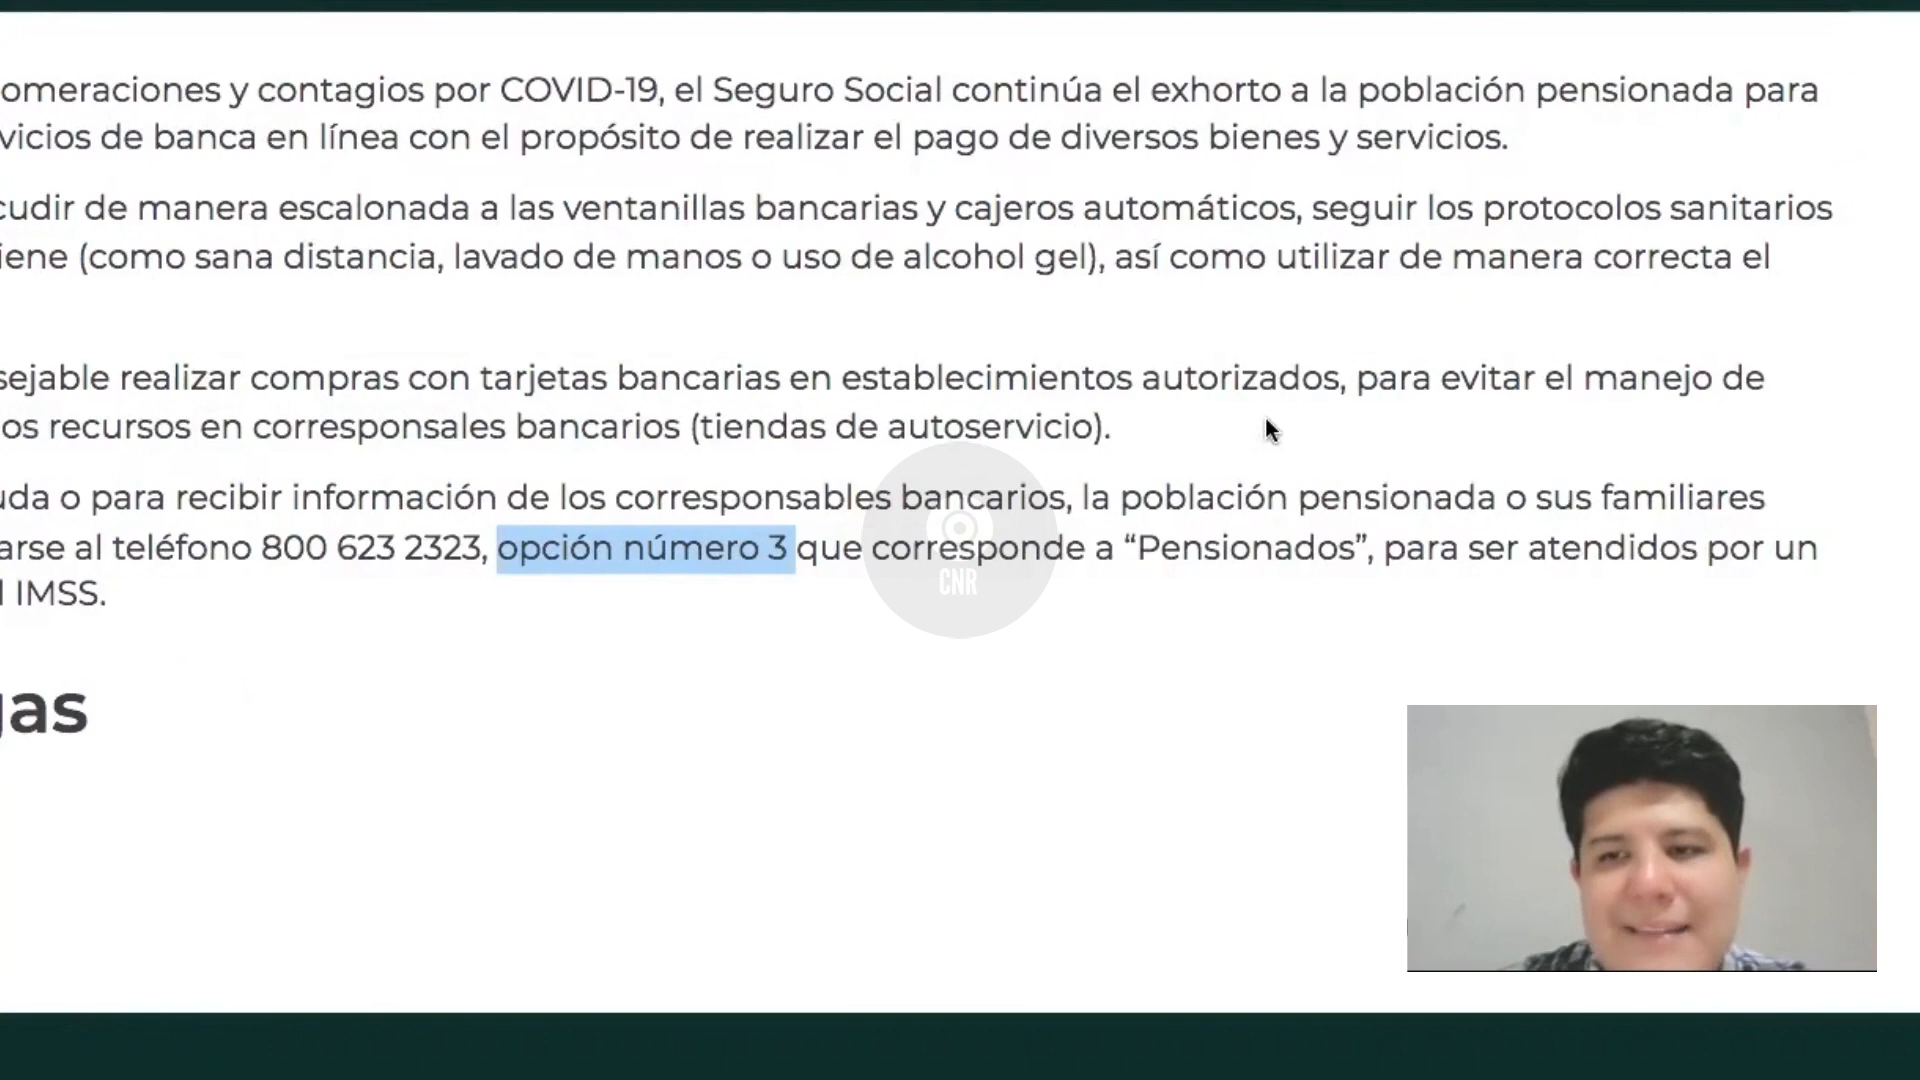 omeraciones y contagios por COVID-19, el Seguro Social continúa el exhorto a la población pensionada para
vicios de banca en línea con el propósito de realizar el pago de diversos bienes y servicios.
cudir de manera escalonada a las ventanillas bancarias y cajeros automáticos, seguir los protocolos sanitarios
iene (como sana distancia, lavado de manos o uso de alcohol gel), así como utilizar de manera correcta el
sejable realizar compras con tarjetas bancarias en establecimientos autorizados, para evitar el manejo de
os recursos en corresponsales bancarios (tiendas de autoservicio).
uda o para recibir información de los corresponsables bancarios, la población pensionada o sus familiares
arse al teléfono 800 623 2323, opción número 3 que corresponde a “Pensionados”, para ser atendidos por un
l IMSS.
CNR
gas